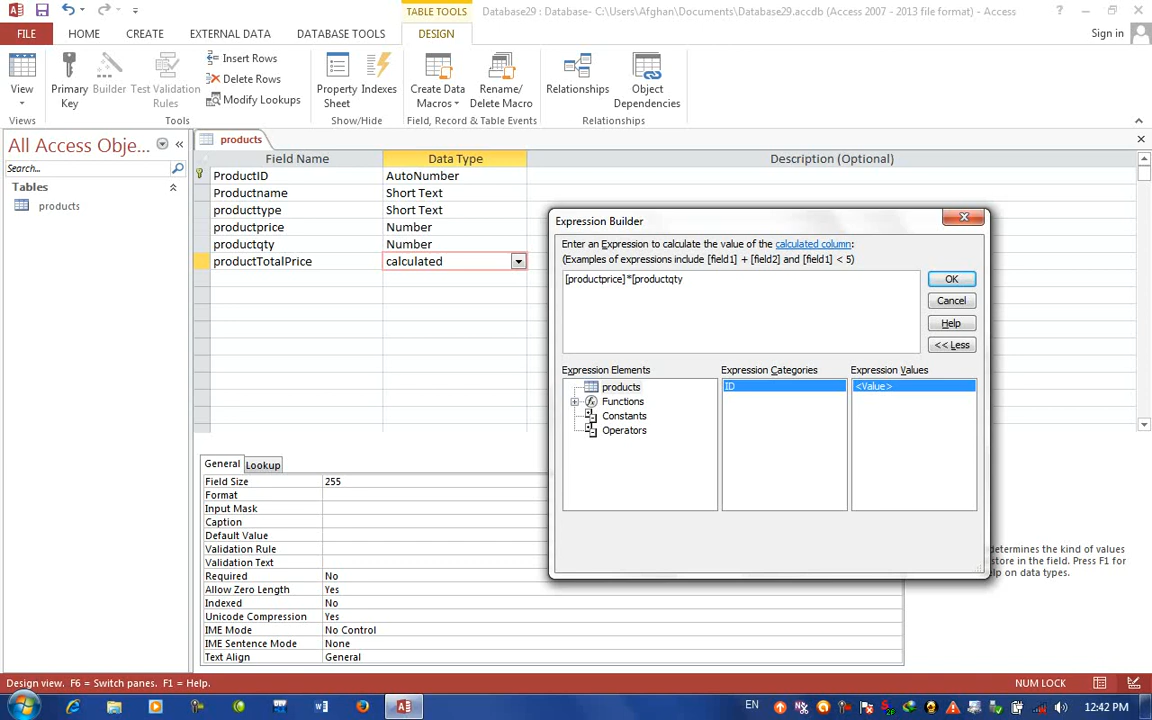 TABLE TOOLS
Database29 : Database- C:\Users\Afghan\Documents\Database29.accdb (Access 2007 - 2013 file format) - Access
FILE HOME CREATE EXTERNAL DATA DATABASE TOOLS DESIGN Sign in
View
Primary Key
Builder
Test Validation Rules
Insert Rows
Delete Rows
Modify Lookups
Property Sheet
Indexes
Create Data Macros
Rename/ Delete Macro
Relationships
Object Dependencies
Views Tools Show/Hide Field, Record & Table Events Relationships
All Access Obje...
Search...
Tables
products
products
Field Name Data Type Description (Optional)
ProductID AutoNumber
Productname Short Text
producttype Short Text
productprice Number
productqty Number
productTotalPrice calculated
Expression Builder
Enter an Expression to calculate the value of the calculated column:
(Examples of expressions include [field1] + [field2] and [field1] < 5)
[productprice]*[productqty
OK
Cancel
Help
<< Less
Expression Elements Expression Categories Expression Values
products ID <Value>
Functions
Constants
Operators
General Lookup
Field Size 255
Format
Input Mask
Caption
Default Value
Validation Rule
Validation Text
Required No
Allow Zero Length Yes
Indexed No
Unicode Compression Yes
IME Mode No Control
IME Sentence Mode None
Text Align General
determines the kind of values
store in the field. Press F1 for
help on data types.
Design view. F6 = Switch panes. F1 = Help. NUM LOCK
EN 12:42 PM